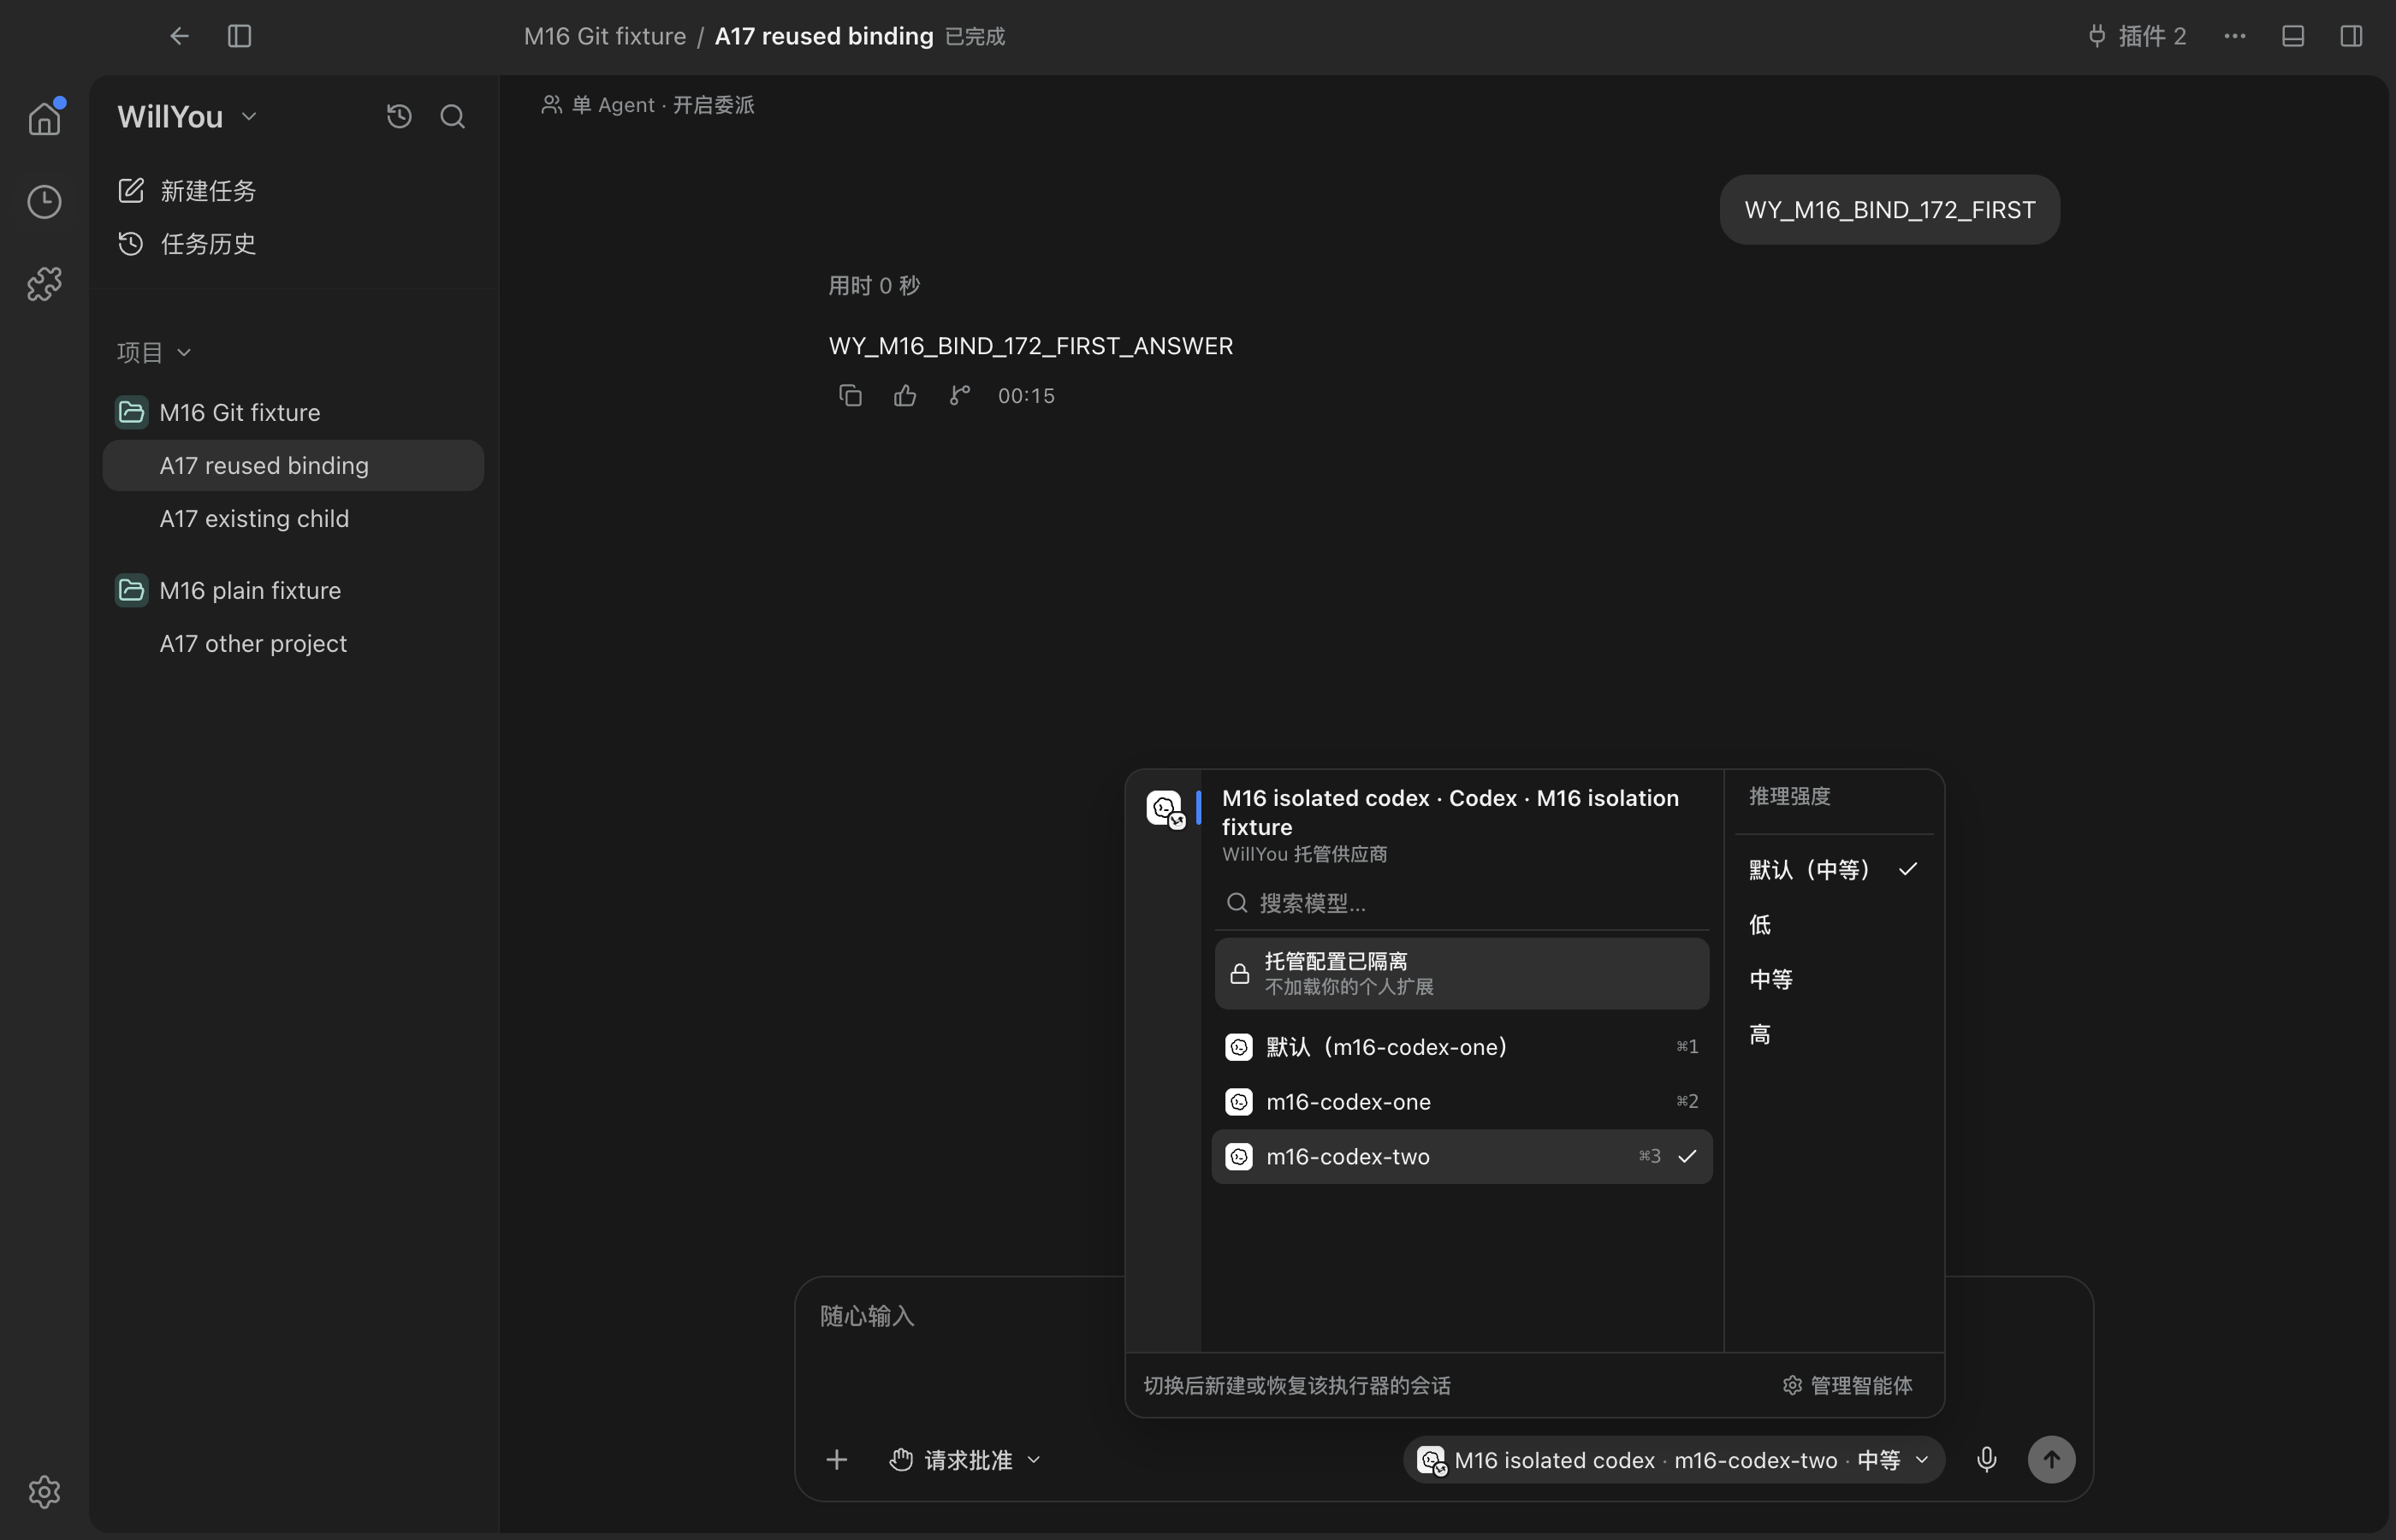 M16 Git fixture / A17 reused binding 已完成
插件 2
WillYou
新建任务
任务历史
项目
M16 Git fixture
A17 reused binding
A17 existing child
M16 plain fixture
A17 other project
单 Agent · 开启委派
WY_M16_BIND_172_FIRST
用时 0 秒
WY_M16_BIND_172_FIRST_ANSWER
00:15
M16 isolated codex · Codex · M16 isolation
fixture
WillYou 托管供应商
搜索模型...
托管配置已隔离
不加载你的个人扩展
默认（m16-codex-one） ⌘1
m16-codex-one ⌘2
m16-codex-two ⌘3
推理强度
默认（中等）
低
中等
高
切换后新建或恢复该执行器的会话
管理智能体
随心输入
请求批准
M16 isolated codex · m16-codex-two · 中等